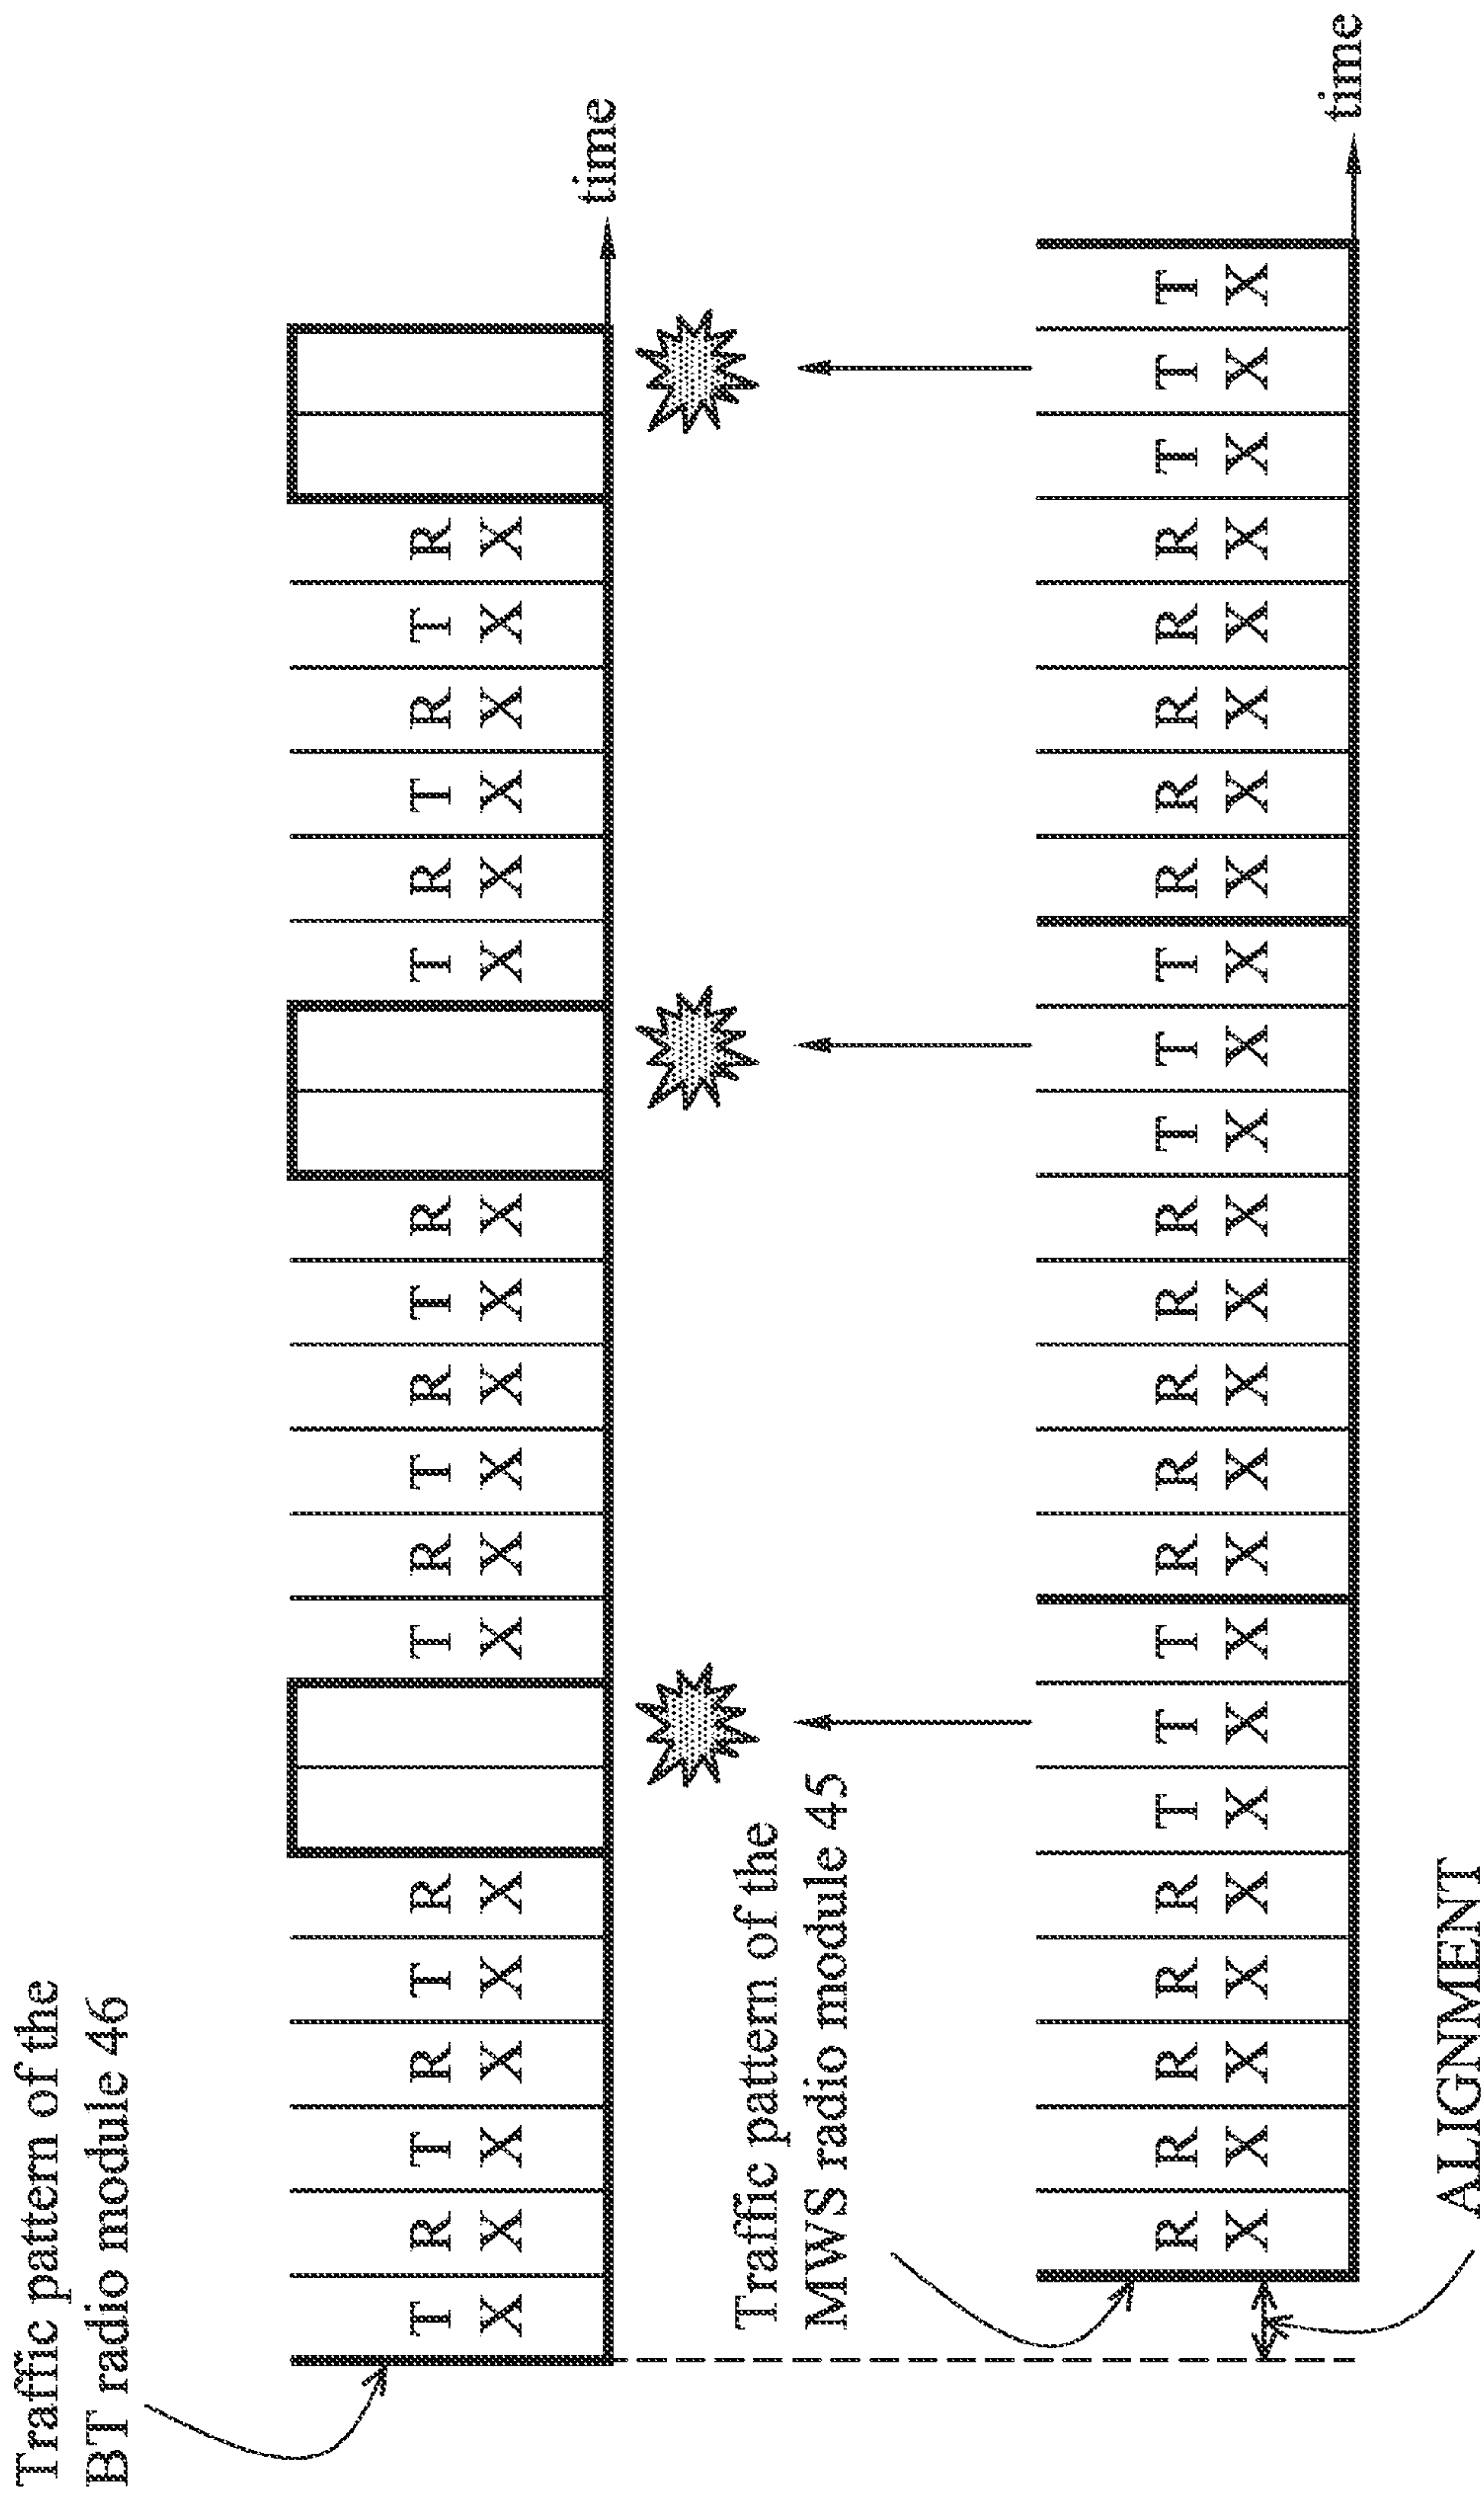 Traffic pattern of the
BT radio module 46
T R T R T R T R T R T R T R T R T R
X X X X X X X X X X X X X X X X X X
time
Traffic pattern of the
MWS radio module 45
R R R R R T T T R R R R R T T T R R R R R T T T
X X X X X X X X X X X X X X X X X X X X X X X X
time
ALIGNMENT